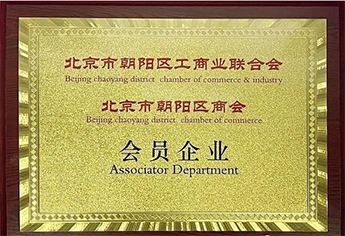 北京市朝阳区工商业联合会
Beijing chaoyang district chamber of commerce & industry
北京市朝阳区商会
Beijing chaoyang district chamber of commerce
会员企业
Associator Department